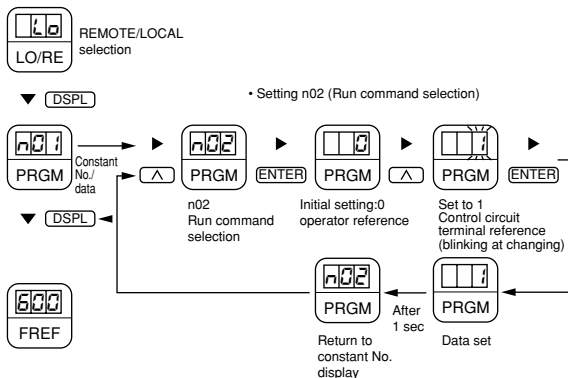 Lo
LO/RE
REMOTE/LOCAL
selection
DSPL
• Setting n02 (Run command selection)
n01
PRGM
Constant
No./
data
DSPL
n02
PRGM
n02
Run command
selection
ENTER
0
PRGM
Initial setting:0
operator reference
1
PRGM
Set to 1
Control circuit
terminal reference
(blinking at changing)
ENTER
1
PRGM
Data set
After
1 sec
n02
PRGM
Return to
constant No.
display
600
FREF